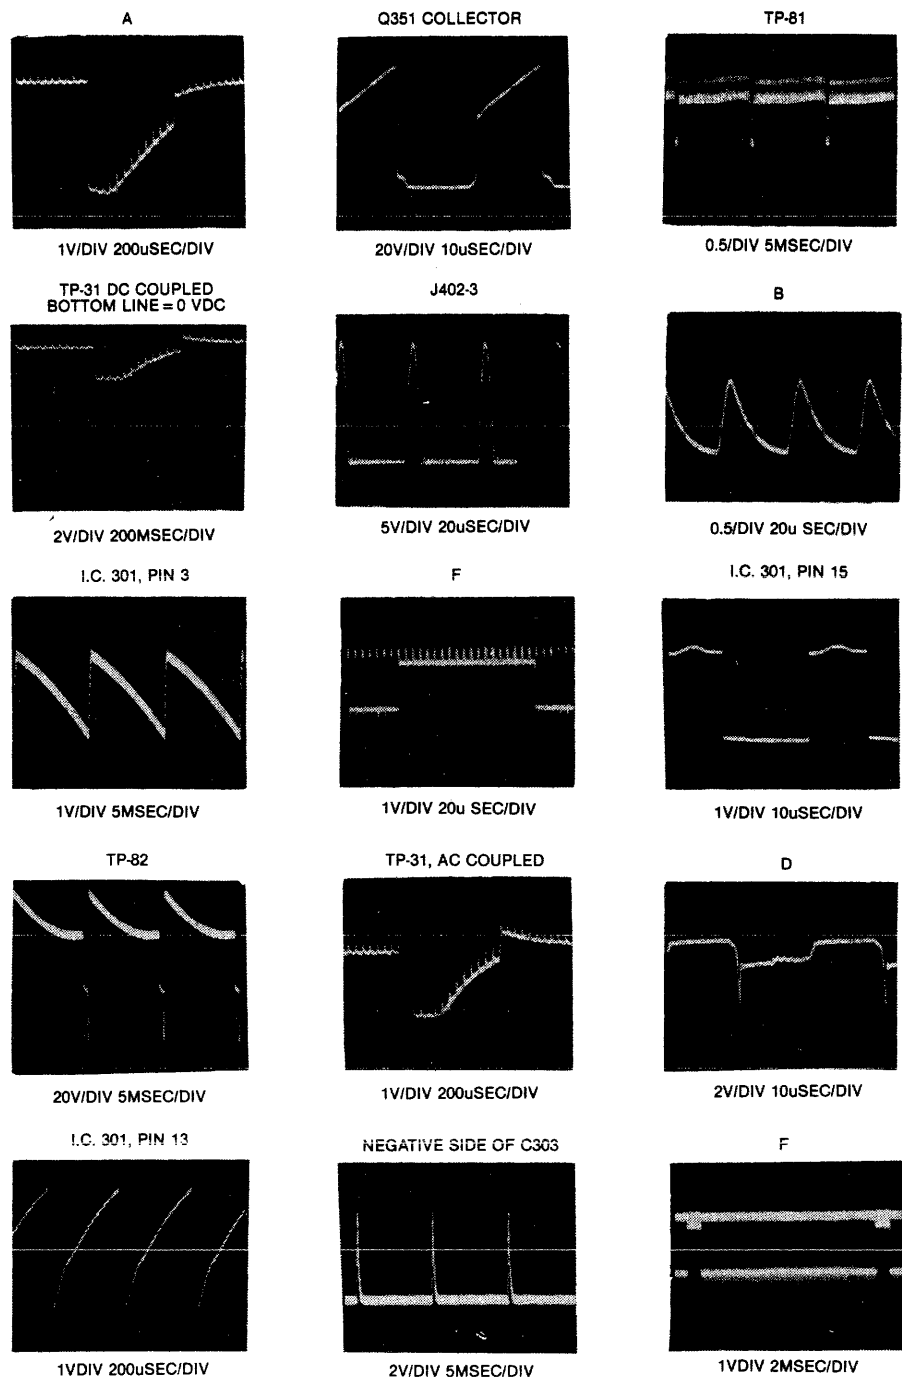 A
Q351 COLLECTOR
TP-81
1V/DIV 200uSEC/DIV
20V/DIV 10uSEC/DIV
0.5/DIV 5MSEC/DIV
TP-31 DC COUPLED
BOTTOM LINE = 0 VDC
J402-3
B
2V/DIV 200MSEC/DIV
5V/DIV 20uSEC/DIV
0.5/DIV 20u SEC/DIV
I.C. 301, PIN 3
F
I.C. 301, PIN 15
1V/DIV 5MSEC/DIV
1V/DIV 20u SEC/DIV
1V/DIV 10uSEC/DIV
TP-82
TP-31, AC COUPLED
D
20V/DIV 5MSEC/DIV
1V/DIV 200uSEC/DIV
2V/DIV 10uSEC/DIV
I.C. 301, PIN 13
NEGATIVE SIDE OF C303
F
1VDIV 200uSEC/DIV
2V/DIV 5MSEC/DIV
1VDIV 2MSEC/DIV